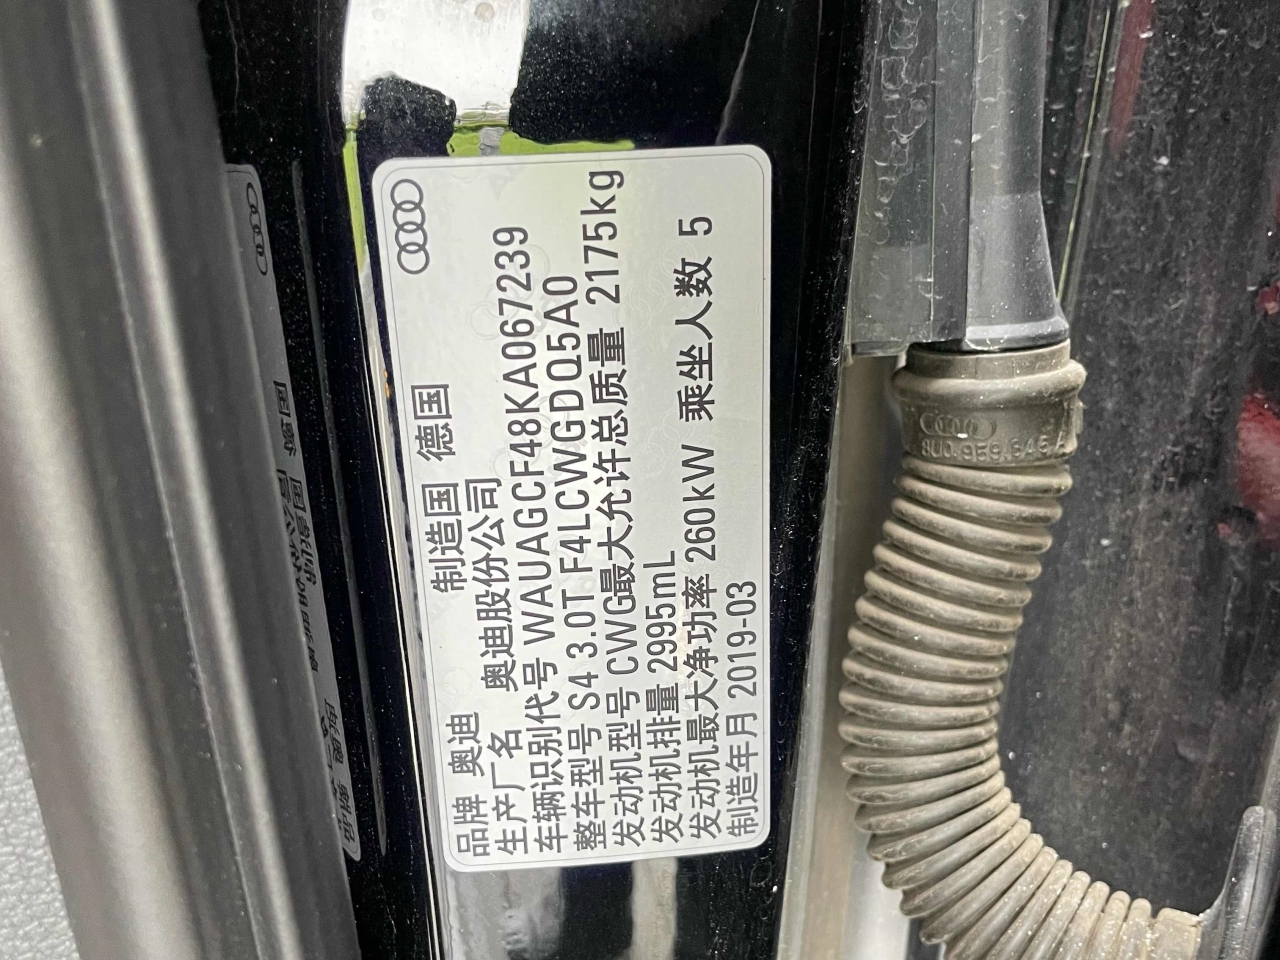 品牌 奥迪 制造国 德国
生产厂名 奥迪股份公司
车辆识别代号 WAUAGCF48KA067239
整车型号 S4 3.0T F4LCWGDQ5A0
发动机型号 CWG最大允许总质量 2175kg
发动机排量 2995mL
发动机最大净功率 260kW 乘坐人数 5
制造年月 2019-03
8U0.959.346.A